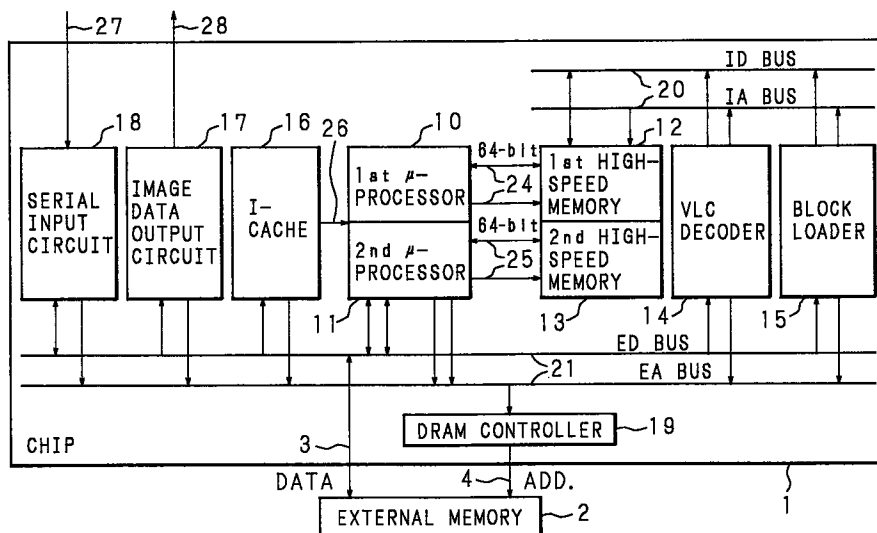 27
28
ID BUS
20
IA BUS
18
17
16
26
10
12
64-bit
24
64-bit
25
SERIAL
INPUT
CIRCUIT
IMAGE
DATA
OUTPUT
CIRCUIT
I-
CACHE
1st μ-
PROCESSOR
2nd μ-
PROCESSOR
1st HIGH-
SPEED
MEMORY
2nd HIGH-
SPEED
MEMORY
VLC
DECODER
BLOCK
LOADER
11
13
14
15
ED BUS
21
EA BUS
DRAM CONTROLLER
19
CHIP
3
1
DATA
4
ADD.
EXTERNAL MEMORY
2